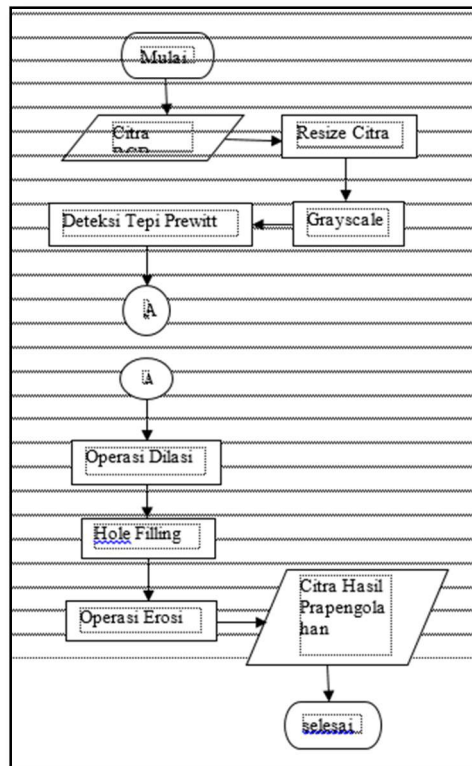 Mulai
Citra
Resize Citra
Grayscale
Deteksi Tepi Prewitt
A
A
Operasi Dilasi
Hole Filling
Operasi Erosi
Citra Hasil
Prapengola
han
selesai